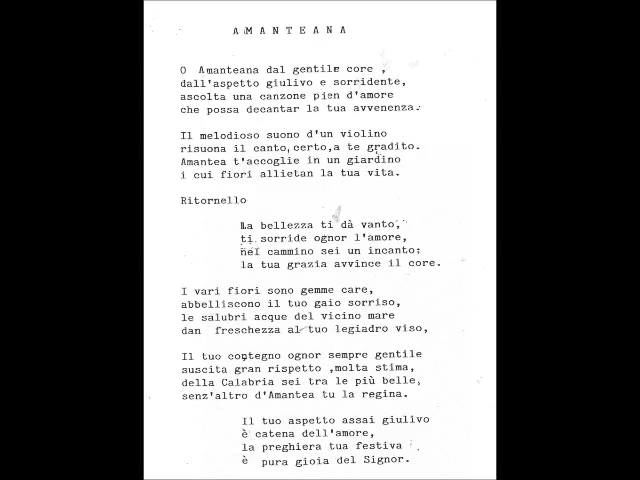 AMANTEANA
O Amanteana dal gentile core ,
dall'aspetto giulivo e sorridente,
ascolta una canzone pien d'amore
che possa decantar la tua avvenenza.
Il melodioso suono d'un violino
risuona il canto,certo,a te gradito.
Amantea t'accoglie in un giardino
i cui fiori allietan la tua vita.
Ritornello
La bellezza ti dà vanto,
ti sorride ognor l'amore,
nel cammino sei un incanto;
la tua grazia avvince il core.
I vari fiori sono gemme care,
abbelliscono il tuo gaio sorriso,
le salubri acque del vicino mare
dan freschezza al tuo legiadro viso,
Il tuo contegno ognor sempre gentile
suscita gran rispetto ,molta stima,
della Calabria sei tra le più belle,
senz'altro d'Amantea tu la regina.
Il tuo aspetto assai giulivo
è catena dell'amore,
la preghiera tua festiva
è pura gioia del Signor.